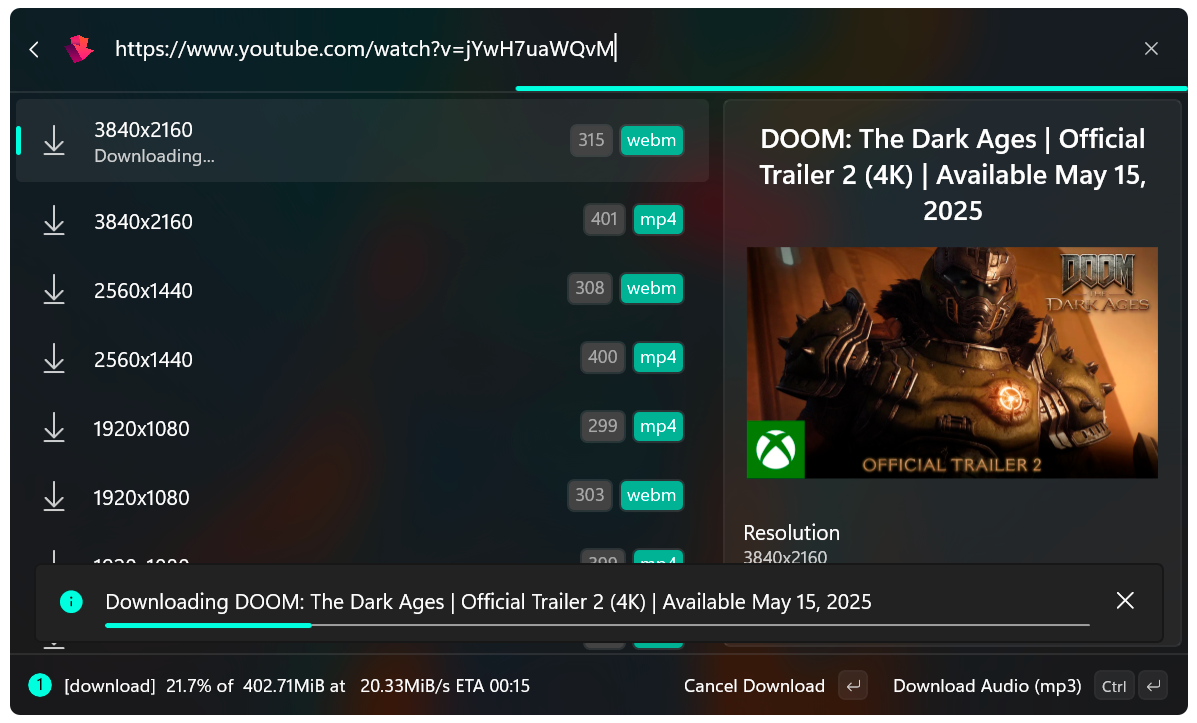 https://www.youtube.com/watch?v=jYwH7uaWQvM
3840x2160
Downloading...
315 webm
3840x2160
401 mp4
2560x1440
308 webm
2560x1440
400 mp4
1920x1080
299 mp4
1920x1080
303 webm
1920x1080
399 mp4
DOOM: The Dark Ages | Official
Trailer 2 (4K) | Available May 15,
2025
DOOM
THE
DARK AGES
OFFICIAL TRAILER 2
Resolution
3840x2160
Downloading DOOM: The Dark Ages | Official Trailer 2 (4K) | Available May 15, 2025
1 [download] 21.7% of 402.71MiB at 20.33MiB/s ETA 00:15
Cancel Download
Download Audio (mp3) Ctrl